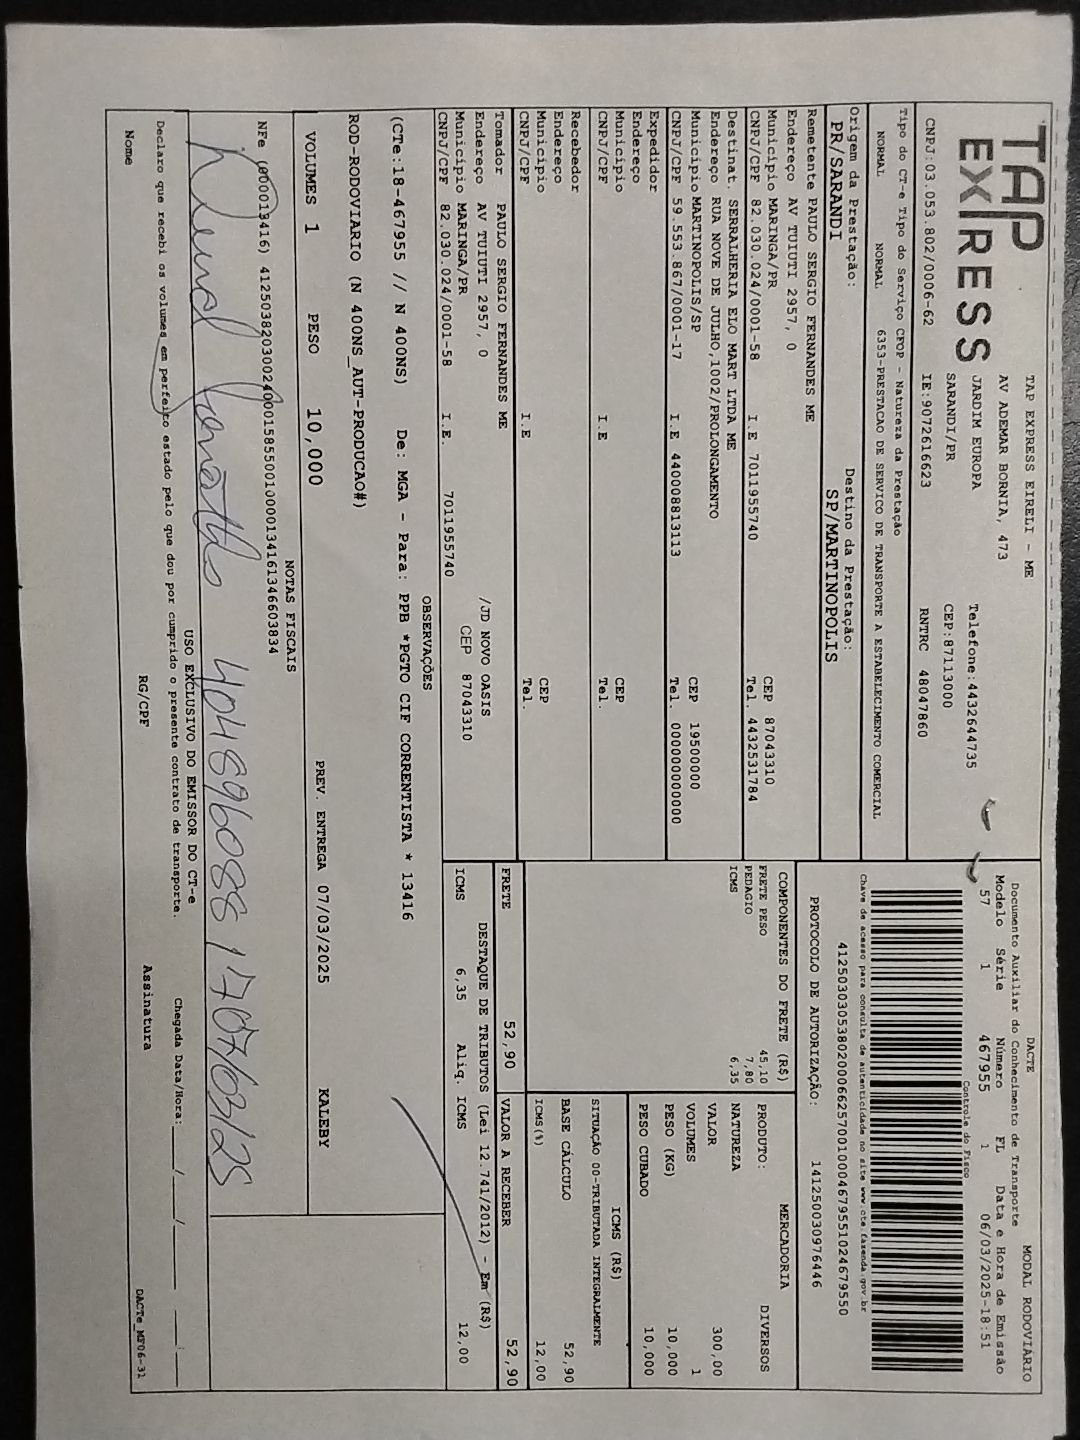 TAP
EXPRESS
TAP EXPRESS EIRELI - ME
AV ADEMAR BORNIA, 473
JARDIM EUROPA
SARANDI/PR
Telefone:4432644735
CEP:87113000
CNPJ:03.053.802/0006-62 IE:9072616623 RNTRC 48047860
Tipo do CT-e Tipo do Serviço CFOP - Natureza da Prestação
NORMAL NORMAL 6353-PRESTACAO DE SERVICO DE TRANSPORTE A ESTABELECIMENTO COMERCIAL
Origem da Prestação: Destino da Prestação:
PR/SARANDI SP/MARTINOPOLIS
Remetente PAULO SERGIO FERNANDES ME
Endereço AV TUIUTI 2957, 0
Município MARINGA/PR CEP 87043310
CNPJ/CPF 82.030.024/0001-58 I.E 7011955740 Tel. 4432531784
Destinat. SERRALHERIA ELO MART LTDA ME
Endereço RUA NOVE DE JULHO,1002/PROLONGAMENTO
Município MARTINOPOLIS/SP CEP 19500000
CNPJ/CPF 59.553.867/0001-17 I.E 440008813113 Tel. 00000000000
Expedidor
Endereço
Município CEP
CNPJ/CPF I.E Tel.
Recebedor
Endereço
Município CEP
CNPJ/CPF I.E Tel.
Tomador PAULO SERGIO FERNANDES ME
Endereço AV TUIUTI 2957, 0 /JD NOVO OASIS
Município MARINGA/PR CEP 87043310
CNPJ/CPF 82.030.024/0001-58 I.E. 7011955740
DACTE MODAL RODOVIÁRIO
Documento Auxiliar do Conhecimento de Transporte
Modelo Série Número FL Data e Hora de Emissão
57 1 467955 1 06/03/2025-18:51
Controle do Fisco
Chave de acesso para consulta de autenticidade no site www.cte.fazenda.gov.br
41250303053802000662570010004679551024679550
PROTOCOLO DE AUTORIZAÇÃO: 141250030976446
COMPONENTES DO FRETE (R$)
FRETE PESO 45,10
PEDAGIO 7,80
ICMS 6,35
MERCADORIA
PRODUTO: DIVERSOS
NATUREZA
VALOR 300,00
VOLUMES 1
PESO (KG) 10,000
PESO CUBADO 10,000
ICMS (R$)
SITUAÇÃO 00-TRIBUTADA INTEGRALMENTE
BASE CÁLCULO 52,90
ICMS(%) 12,00
FRETE 52,90 VALOR A RECEBER 52,90
DESTAQUE DE TRIBUTOS (Lei 12.741/2012) - Em (R$)
ICMS 6,35 Aliq. ICMS 12,00
OBSERVAÇÕES
(CTe:18-467955 // N 400NS) De: MGA - Para: PPB *PGTO CIF CORRENTISTA * 13416
ROD-RODOVIARIO (N 400NS_AUT-PRODUCAO#)
VOLUMES 1 PESO 10,000 PREV. ENTREGA 07/03/2025 KALEBY
NOTAS FISCAIS
NFe (000013416) 41250382030024000158550010000134161346603834
4048960881 707/03/25
USO EXCLUSIVO DO EMISSOR DO CT-e
Declaro que recebi os volumes em perfeito estado pelo que dou por cumprido o presente contrato de transporte. Chegada Data/Hora:___/___/___ ___:___
Nome RG/CPF Assinatura
DACTe_MF06-31